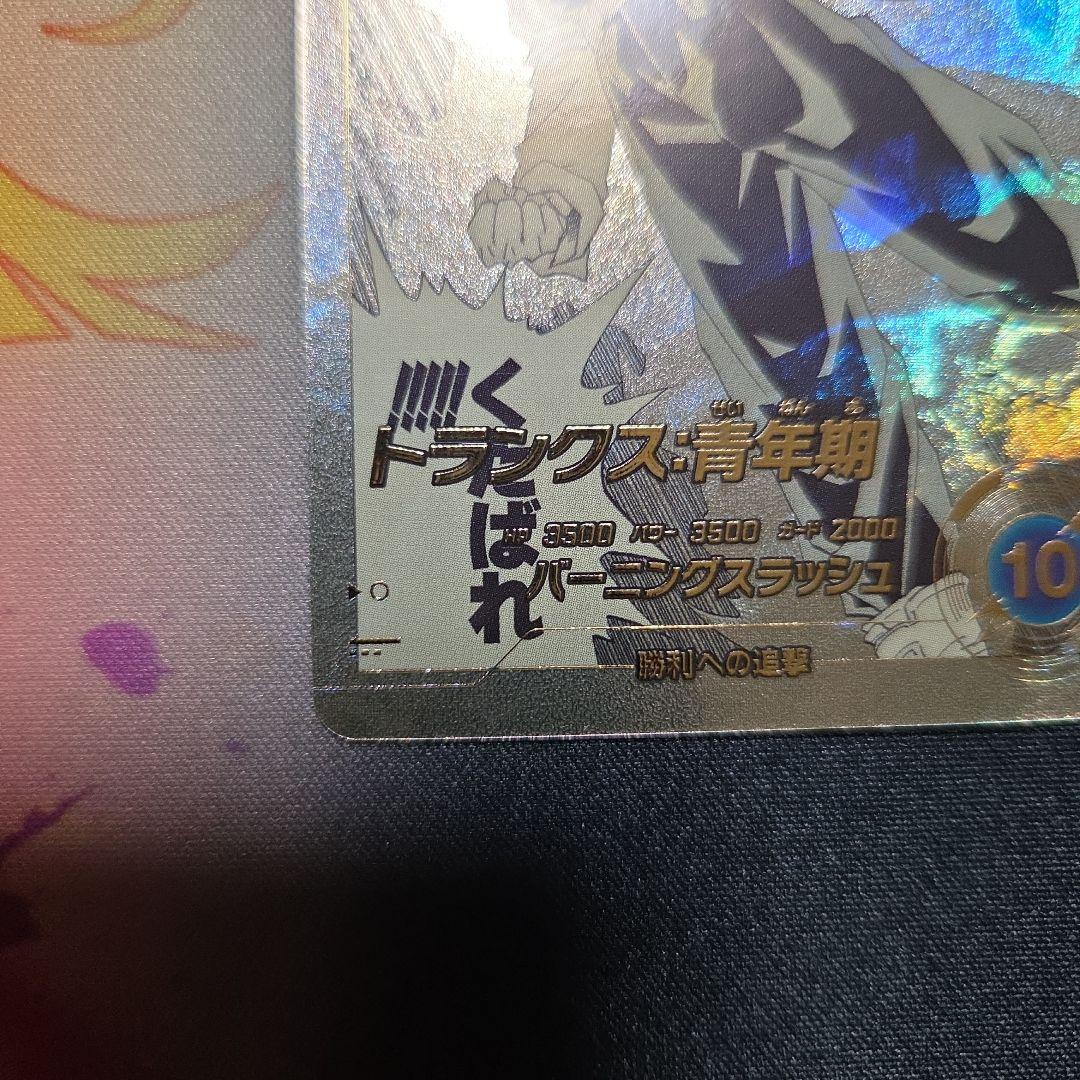 くたばれ!!!!!
せいねんき
トランクス:青年期
HP 3500 パワー 3500 ガード 2000
バーニングスラッシュ
10
勝利への追撃